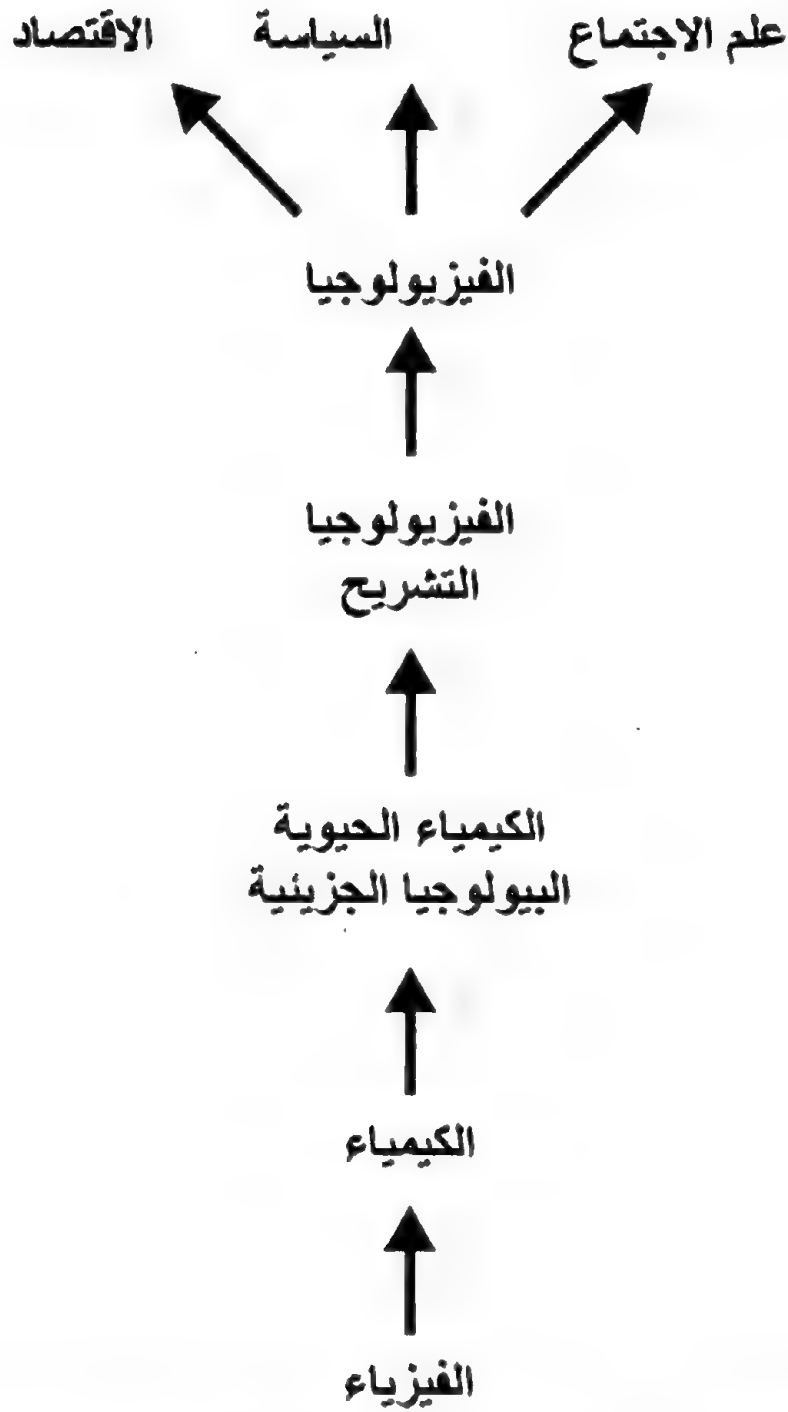 علم الاجتماع السياسة الاقتصاد
الفيزيولوجيا
الفيزيولوجيا
التشريح
الكيمياء الحيوية
البيولوجيا الجزيئية
الكيمياء
الفيزياء